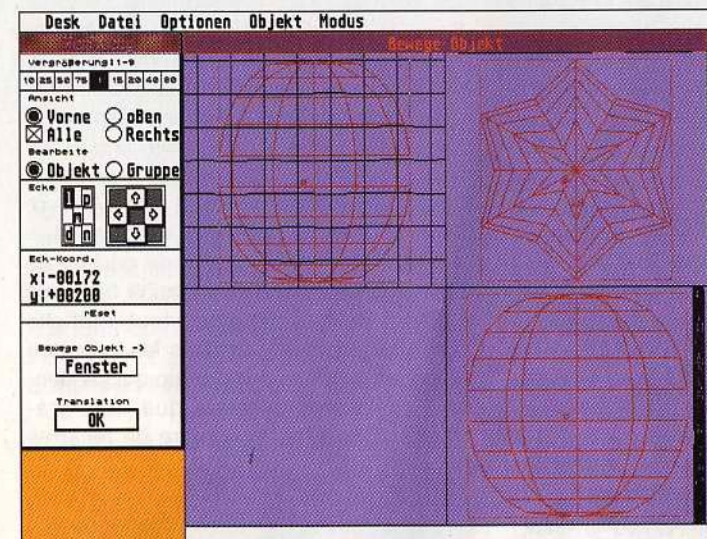 Desk Datei Optionen Objekt Modus
Bewege Objekt
Vergrößerung:1-9
10 25 50 75 1 15 20 40 80
Ansicht
Vorne oBen
Alle Rechts
Bearbeite
Objekt Gruppe
Ecke
l p
m
d n
Eck-Koord.
x:-00172
y:+00200
rEset
Bewege Objekt ->
Fenster
Translation
OK